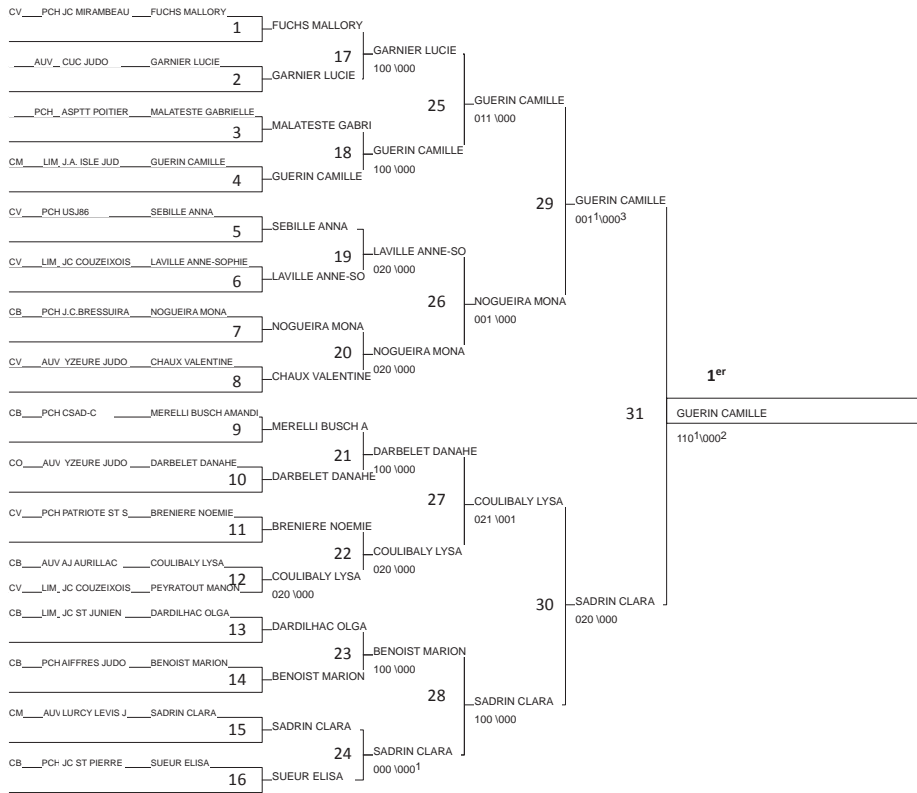 CV PCH JC MIRAMBEAU FUCHS MALLORY
1 FUCHS MALLORY
17 GARNIER LUCIE
100 \000
AUV CUC JUDO GARNIER LUCIE
2 GARNIER LUCIE
25 GUERIN CAMILLE
011 \000
PCH ASPTT POITIER MALATESTE GABRIELLE
3 MALATESTE GABRI
18 GUERIN CAMILLE
100 \000
CM LIM J.A. ISLE JUD GUERIN CAMILLE
4 GUERIN CAMILLE
29 GUERIN CAMILLE
001¹\000³
CV PCH USJ86 SEBILLE ANNA
5 SEBILLE ANNA
19 LAVILLE ANNE-SO
020 \000
CV LIM JC COUZEIXOIS LAVILLE ANNE-SOPHIE
6 LAVILLE ANNE-SO
26 NOGUEIRA MONA
001 \000
CB PCH J.C.BRESSUIRA NOGUEIRA MONA
7 NOGUEIRA MONA
20 NOGUEIRA MONA
020 \000
CV AUV YZEURE JUDO CHAUX VALENTINE
8 CHAUX VALENTINE
1er
31 GUERIN CAMILLE
110¹\000²
CB PCH CSAD-C MERELLI BUSCH AMANDI
9 MERELLI BUSCH A
21 DARBELET DANAHE
100 \000
CO AUV YZEURE JUDO DARBELET DANAHE
10 DARBELET DANAHE
27 COULIBALY LYSA
021 \001
CV PCH PATRIOTE ST S BRENIERE NOEMIE
11 BRENIERE NOEMIE
22 COULIBALY LYSA
020 \000
CB AUV AJ AURILLAC COULIBALY LYSA
12 COULIBALY LYSA
020 \000
CV LIM JC COUZEIXOIS PEYRATOUT MANON
30 SADRIN CLARA
020 \000
CB LIM JC ST JUNIEN DARDILHAC OLGA
13 DARDILHAC OLGA
23 BENOIST MARION
100 \000
CB PCH AIFFRES JUDO BENOIST MARION
14 BENOIST MARION
28 SADRIN CLARA
100 \000
CM AUV LURCY LEVIS J SADRIN CLARA
15 SADRIN CLARA
24 SADRIN CLARA
000 \000¹
CB PCH JC ST PIERRE SUEUR ELISA
16 SUEUR ELISA